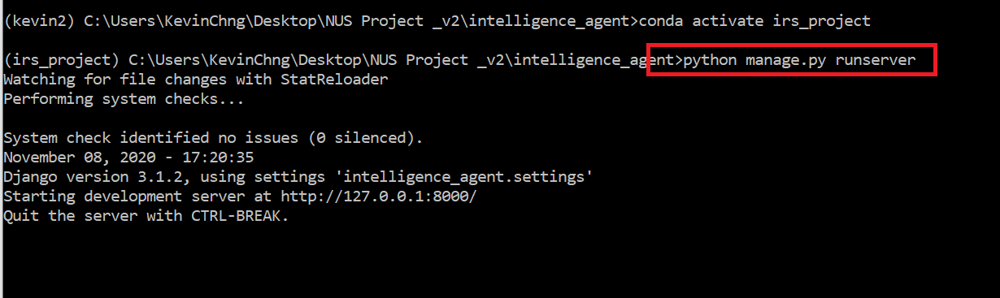 (kevin2) C:\Users\KevinChng\Desktop\NUS Project _v2\intelligence_agent>conda activate irs_project
(irs_project) C:\Users\KevinChng\Desktop\NUS Project _v2\intelligence_agent>python manage.py runserver
Watching for file changes with StatReloader
Performing system checks...
System check identified no issues (0 silenced).
November 08, 2020 - 17:20:35
Django version 3.1.2, using settings 'intelligence_agent.settings'
Starting development server at http://127.0.0.1:8000/
Quit the server with CTRL-BREAK.